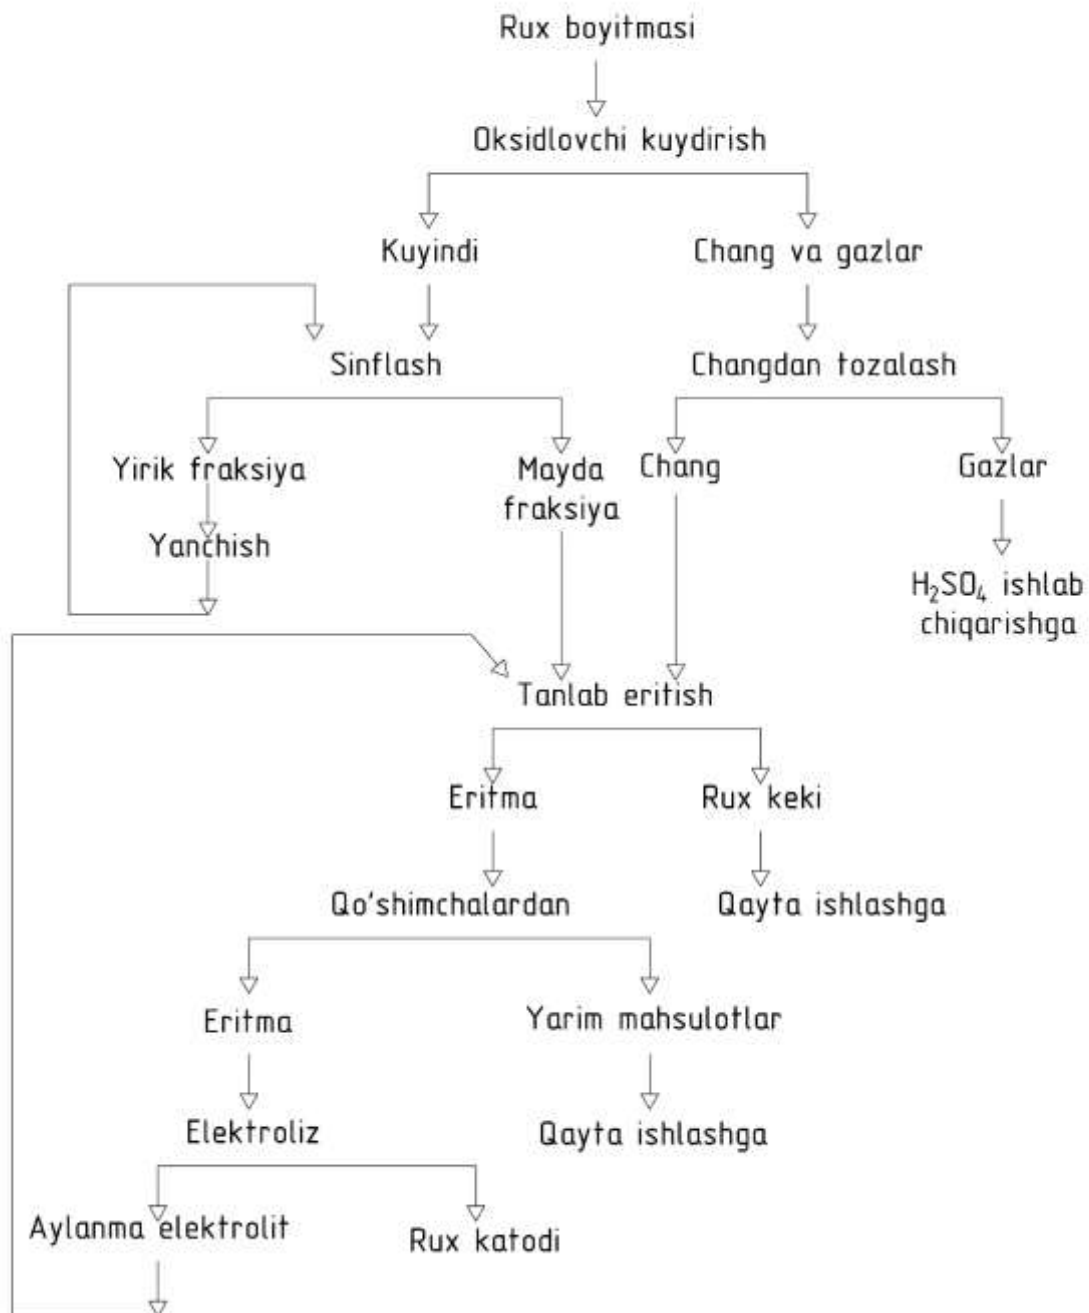 Rux boyitmasi
Oksidlovchi kuydirish
Kuyindi
Chang va gazlar
Sinflash
Changdan tozalash
Yirik fraksiya
Mayda
fraksiya
Chang
Gazlar
Yanchish
H₂SO₄ ishlab
chiqarishga
Tanlab eritish
Eritma
Rux keki
Qo'shimchalardan
Qayta ishlashga
Eritma
Yarim mahsulotlar
Elektroliz
Qayta ishlashga
Aylanma elektrolit
Rux katodi